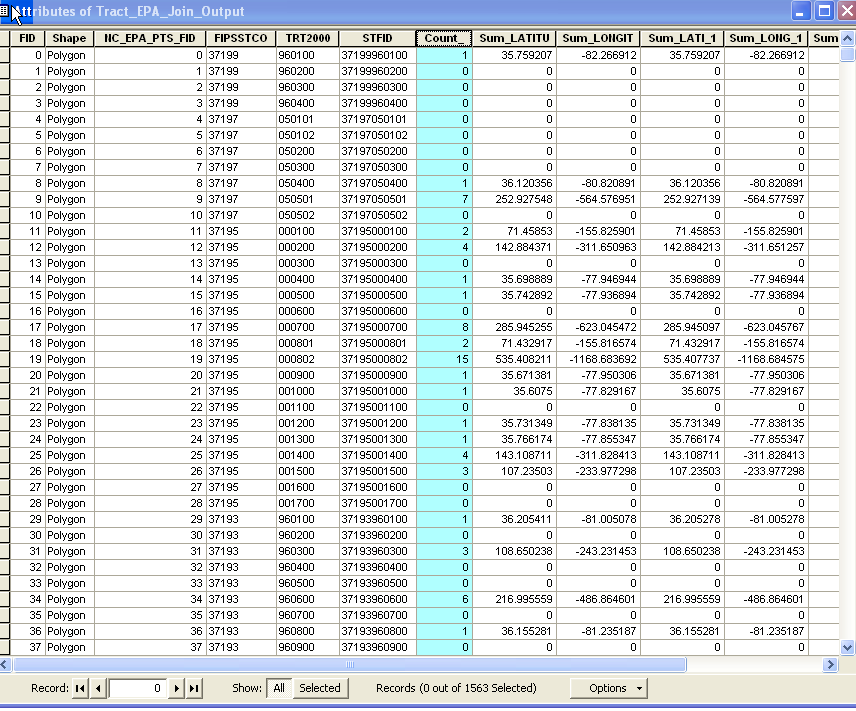 Attributes of Tract_EPA_Join_Output
FID Shape NC_EPA_PTS_FID FIPSSTCO TRT2000 STFID Count_ Sum_LATITU Sum_LONGIT Sum_LATI_1 Sum_LONG_1 Sum
0 Polygon 0 37199 960100 37199960100 1 35.759207 -82.266912 35.759207 -82.266912
1 Polygon 1 37199 960200 37199960200 0 0 0 0 0
2 Polygon 2 37199 960300 37199960300 0 0 0 0 0
3 Polygon 3 37199 960400 37199960400 0 0 0 0 0
4 Polygon 4 37197 050101 37197050101 0 0 0 0 0
5 Polygon 5 37197 050102 37197050102 0 0 0 0 0
6 Polygon 6 37197 050200 37197050200 0 0 0 0 0
7 Polygon 7 37197 050300 37197050300 0 0 0 0 0
8 Polygon 8 37197 050400 37197050400 1 36.120356 -80.820891 36.120356 -80.820891
9 Polygon 9 37197 050501 37197050501 7 252.927548 -564.576951 252.927139 -564.577597
10 Polygon 10 37197 050502 37197050502 0 0 0 0 0
11 Polygon 11 37195 000100 37195000100 2 71.45853 -155.825901 71.45853 -155.825901
12 Polygon 12 37195 000200 37195000200 4 142.884371 -311.650963 142.884213 -311.651257
13 Polygon 13 37195 000300 37195000300 0 0 0 0 0
14 Polygon 14 37195 000400 37195000400 1 35.698889 -77.946944 35.698889 -77.946944
15 Polygon 15 37195 000500 37195000500 1 35.742892 -77.936894 35.742892 -77.936894
16 Polygon 16 37195 000600 37195000600 0 0 0 0 0
17 Polygon 17 37195 000700 37195000700 8 285.945255 -623.045472 285.945097 -623.045767
18 Polygon 18 37195 000801 37195000801 2 71.432917 -155.816574 71.432917 -155.816574
19 Polygon 19 37195 000802 37195000802 15 535.408211 -1168.683692 535.407737 -1168.684575
20 Polygon 20 37195 000900 37195000900 1 35.671381 -77.950306 35.671381 -77.950306
21 Polygon 21 37195 001000 37195001000 1 35.6075 -77.829167 35.6075 -77.829167
22 Polygon 22 37195 001100 37195001100 0 0 0 0 0
23 Polygon 23 37195 001200 37195001200 1 35.731349 -77.838135 35.731349 -77.838135
24 Polygon 24 37195 001300 37195001300 1 35.766174 -77.855347 35.766174 -77.855347
25 Polygon 25 37195 001400 37195001400 4 143.108711 -311.828413 143.108711 -311.828413
26 Polygon 26 37195 001500 37195001500 3 107.23503 -233.977298 107.23503 -233.977298
27 Polygon 27 37195 001600 37195001600 0 0 0 0 0
28 Polygon 28 37195 001700 37195001700 0 0 0 0 0
29 Polygon 29 37193 960100 37193960100 1 36.205411 -81.005078 36.205278 -81.005278
30 Polygon 30 37193 960200 37193960200 0 0 0 0 0
31 Polygon 31 37193 960300 37193960300 3 108.650238 -243.231453 108.650238 -243.231453
32 Polygon 32 37193 960400 37193960400 0 0 0 0 0
33 Polygon 33 37193 960500 37193960500 0 0 0 0 0
34 Polygon 34 37193 960600 37193960600 6 216.995559 -486.864601 216.995559 -486.864601
35 Polygon 35 37193 960700 37193960700 0 0 0 0 0
36 Polygon 36 37193 960800 37193960800 1 36.155281 -81.235187 36.155281 -81.235187
37 Polygon 37 37193 960900 37193960900 0 0 0 0 0
Record: 0 Show: All Selected Records (0 out of 1563 Selected) Options